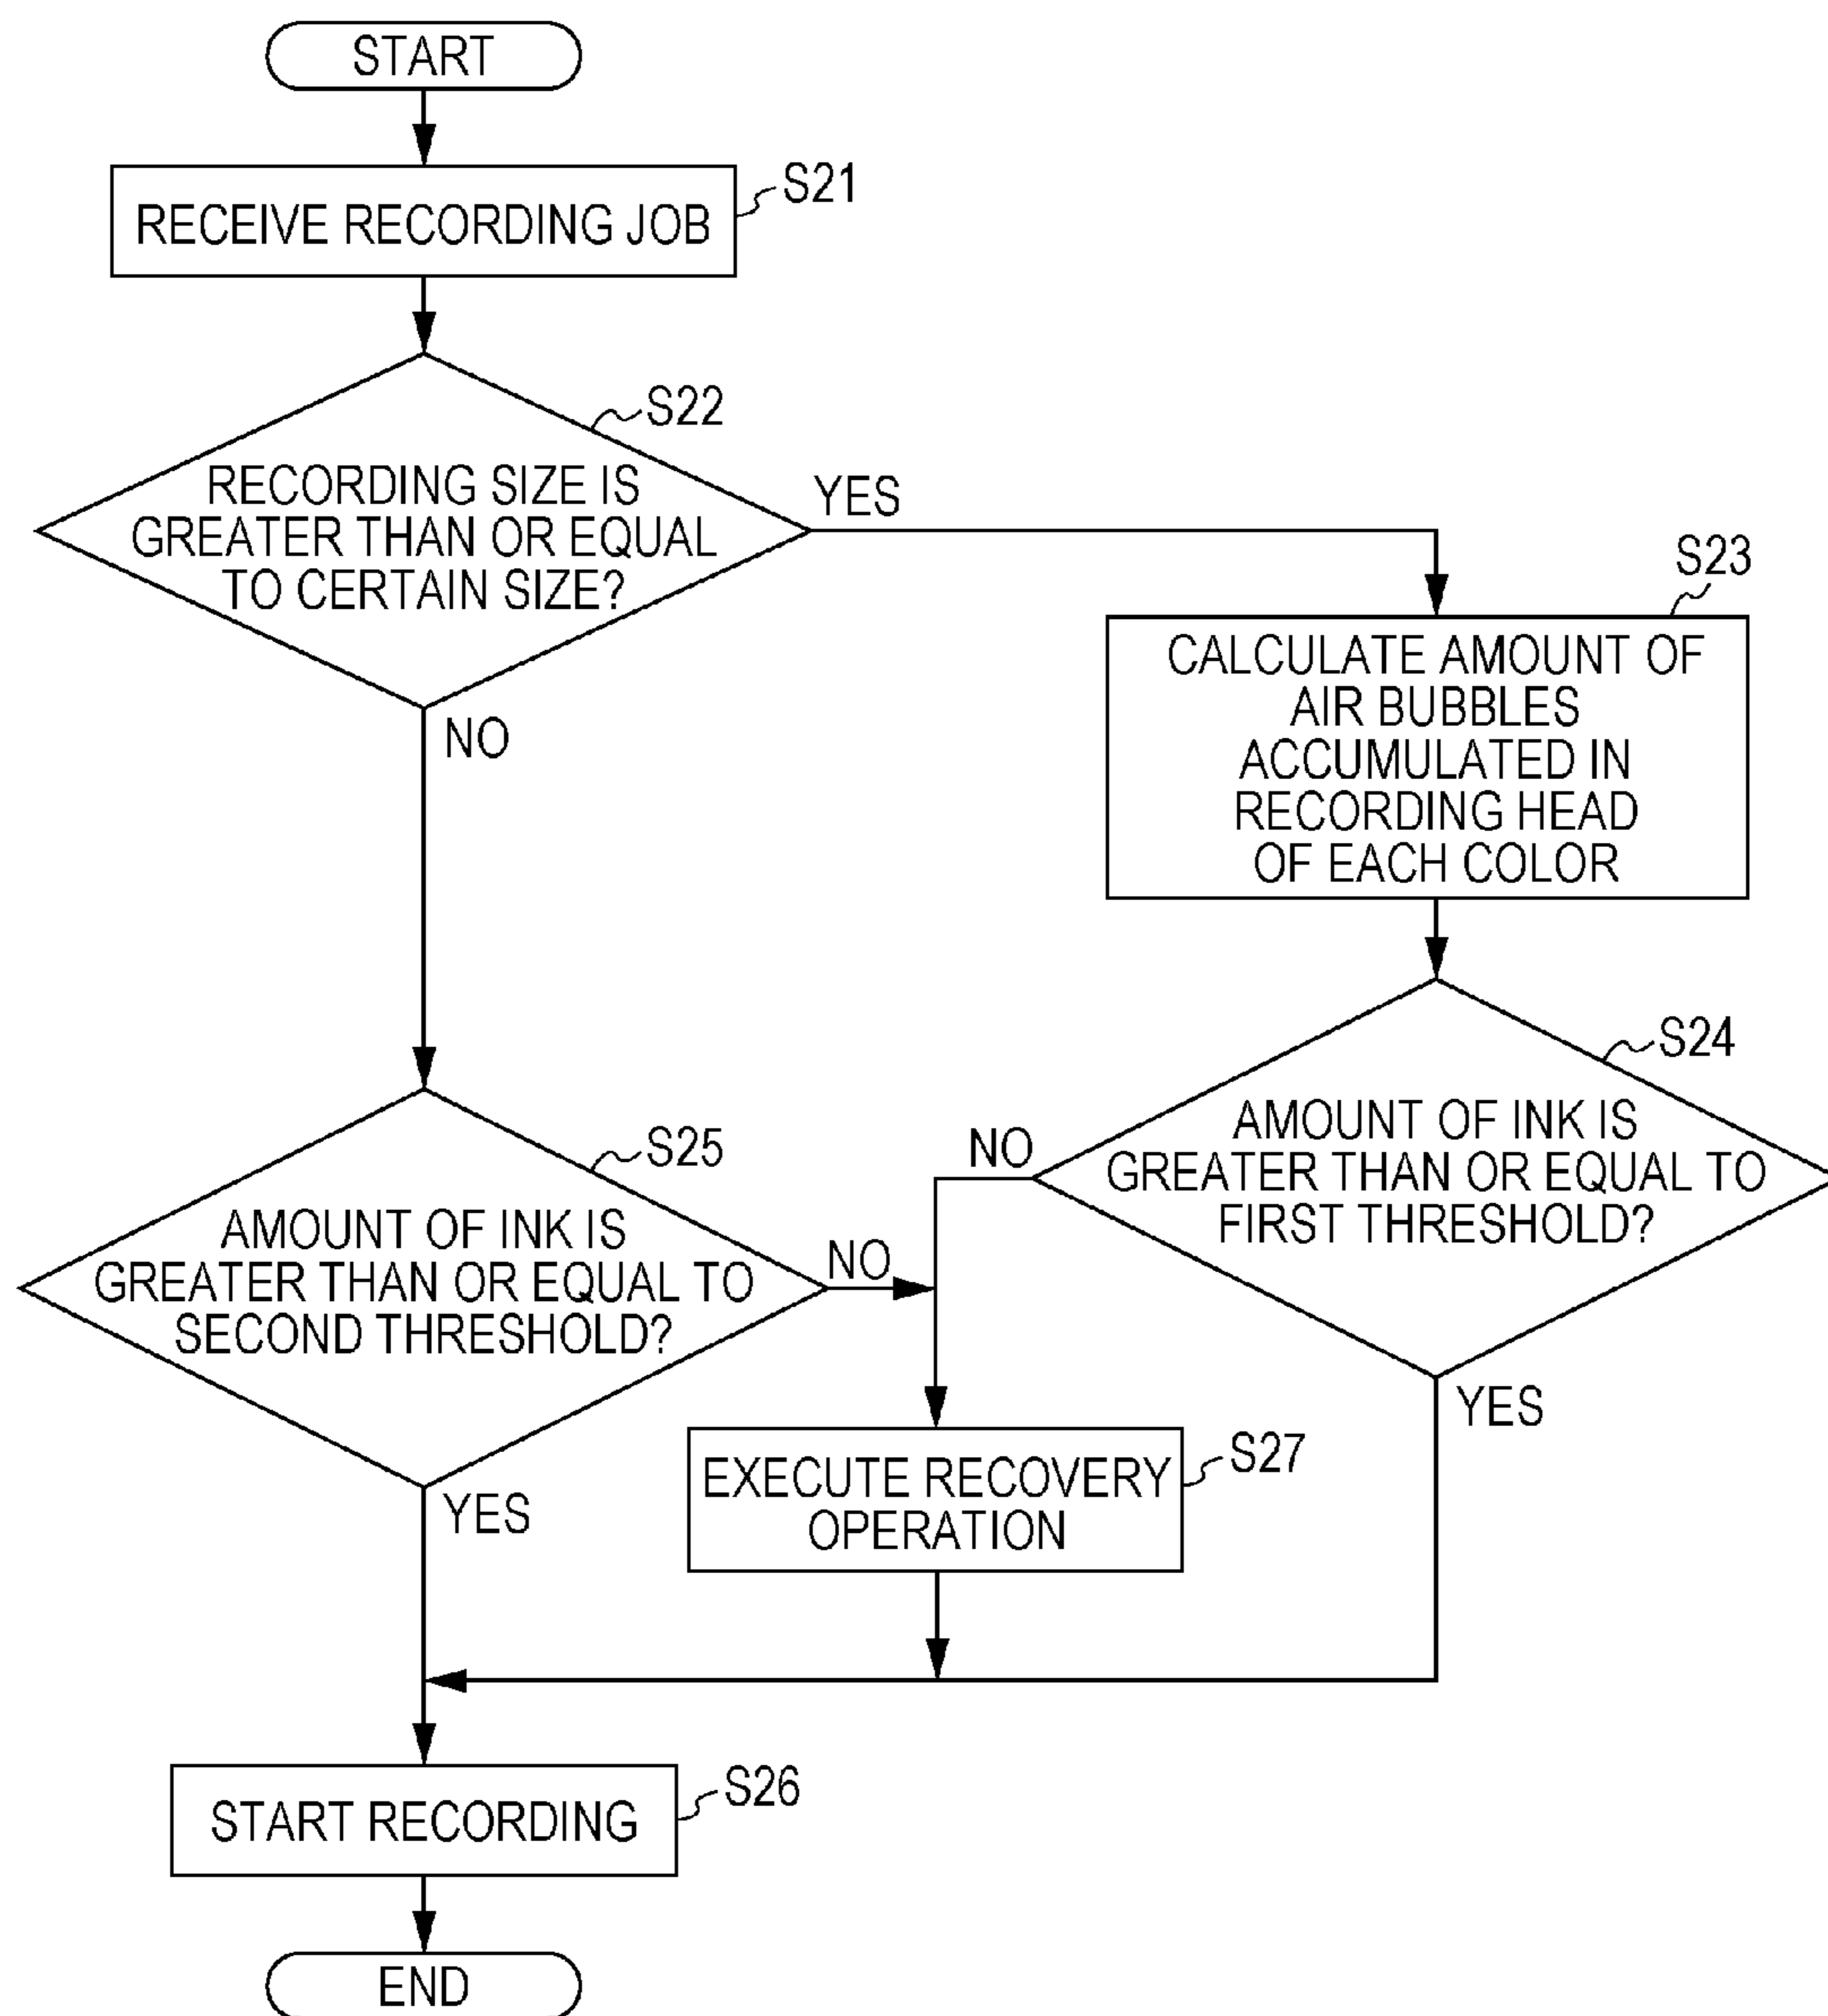 START
RECEIVE RECORDING JOB
S21
S22
RECORDING SIZE IS
GREATER THAN OR EQUAL
TO CERTAIN SIZE?
YES
NO
S23
CALCULATE AMOUNT OF
AIR BUBBLES
ACCUMULATED IN
RECORDING HEAD
OF EACH COLOR
S24
AMOUNT OF INK IS
GREATER THAN OR EQUAL TO
FIRST THRESHOLD?
NO
YES
S25
AMOUNT OF INK IS
GREATER THAN OR EQUAL TO
SECOND THRESHOLD?
NO
YES
S27
EXECUTE RECOVERY
OPERATION
S26
START RECORDING
END